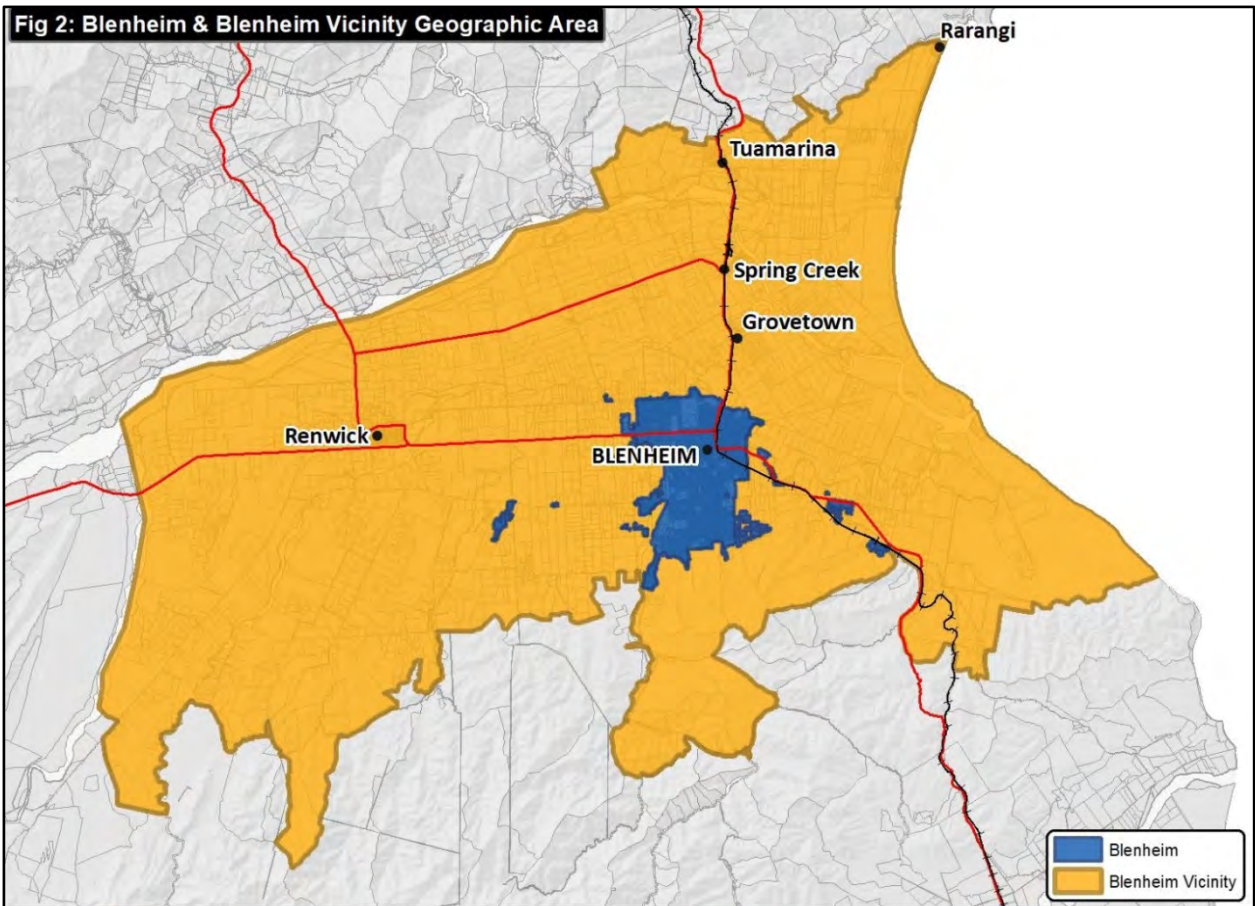 Fig 2: Blenheim & Blenheim Vicinity Geographic Area
Rarangi
Tuamarina
Spring Creek
Grovetown
Renwick
BLENHEIM
Blenheim
Blenheim Vicinity